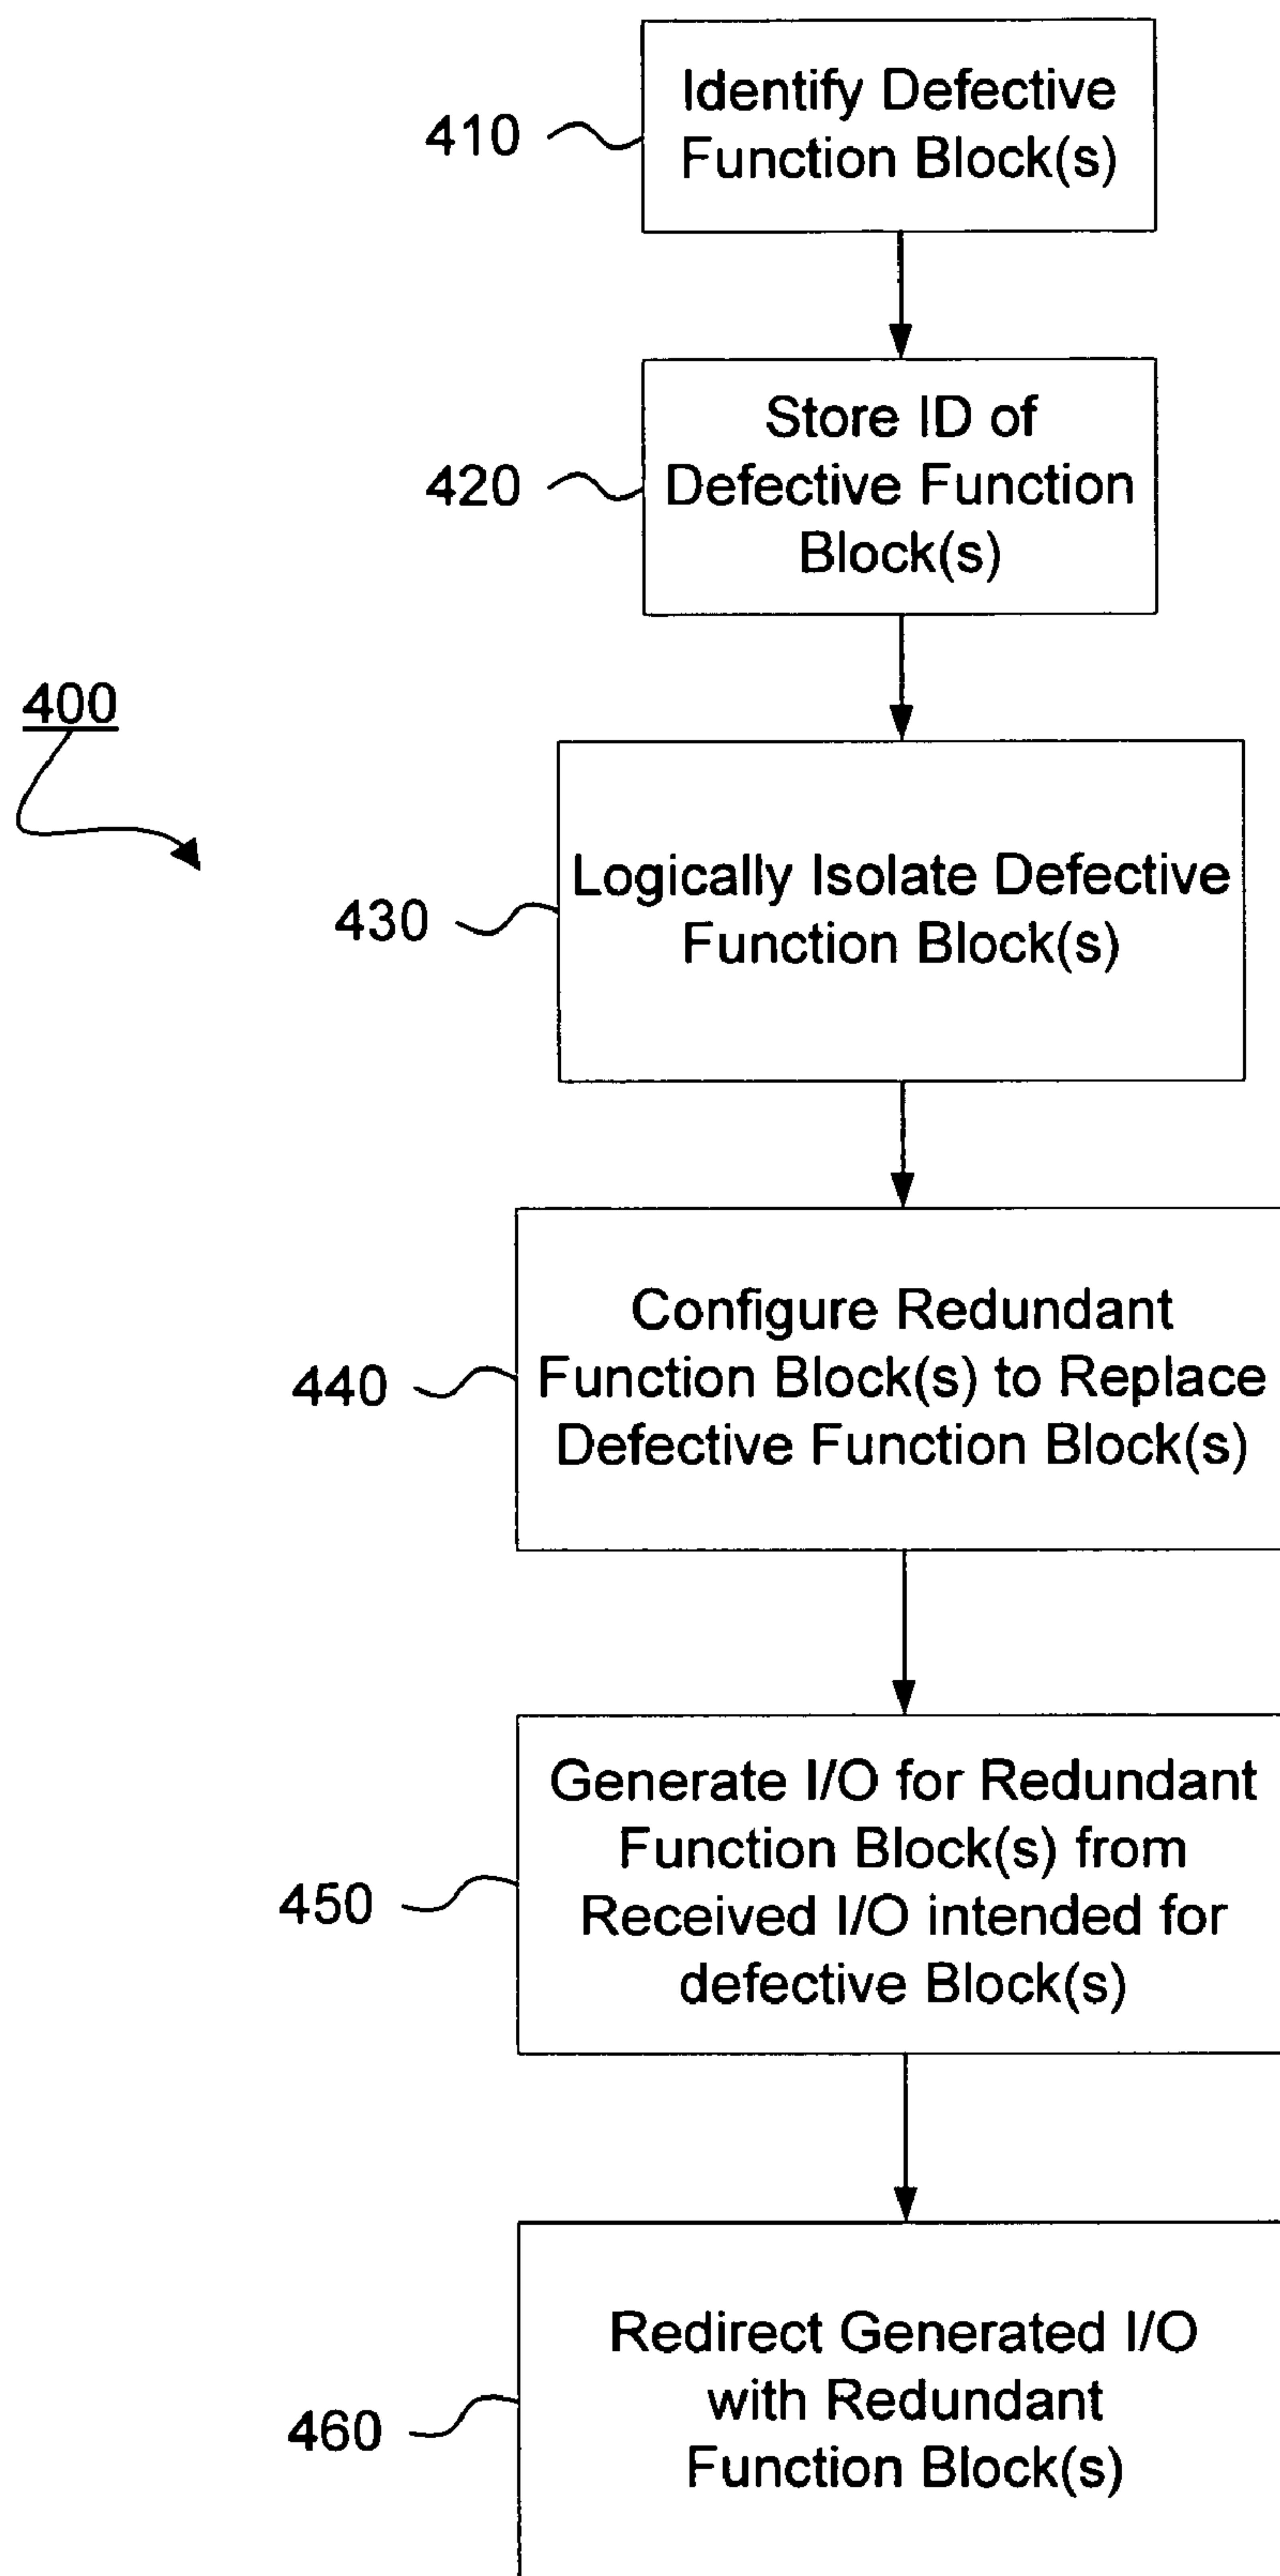 410
Identify Defective
Function Block(s)
420
Store ID of
Defective Function
Block(s)
400
430
Logically Isolate Defective
Function Block(s)
440
Configure Redundant
Function Block(s) to Replace
Defective Function Block(s)
450
Generate I/O for Redundant
Function Block(s) from
Received I/O intended for
defective Block(s)
460
Redirect Generated I/O
with Redundant
Function Block(s)